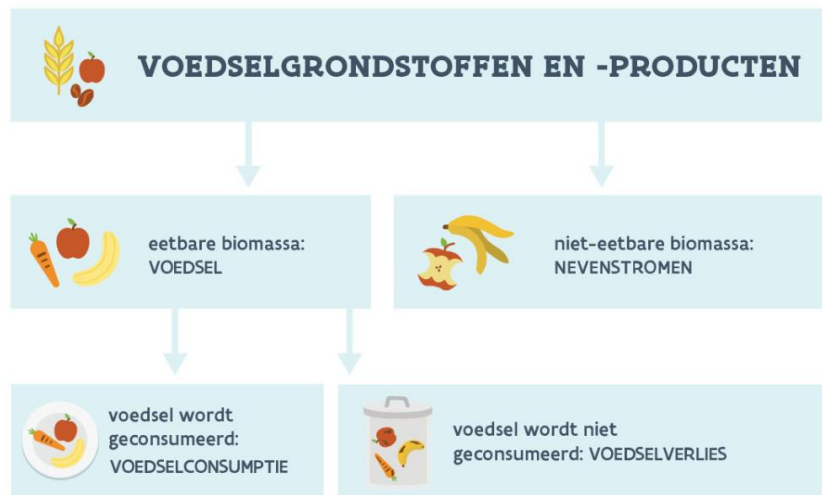 VOEDSELGRONDSTOFFEN EN -PRODUCTEN
eetbare biomassa:
VOEDSEL
niet-eetbare biomassa:
NEVENSTROMEN
voedsel wordt
geconsumeerd:
VOEDSELCONSUMPTIE
voedsel wordt niet
geconsumeerd: VOEDSELVERLIES